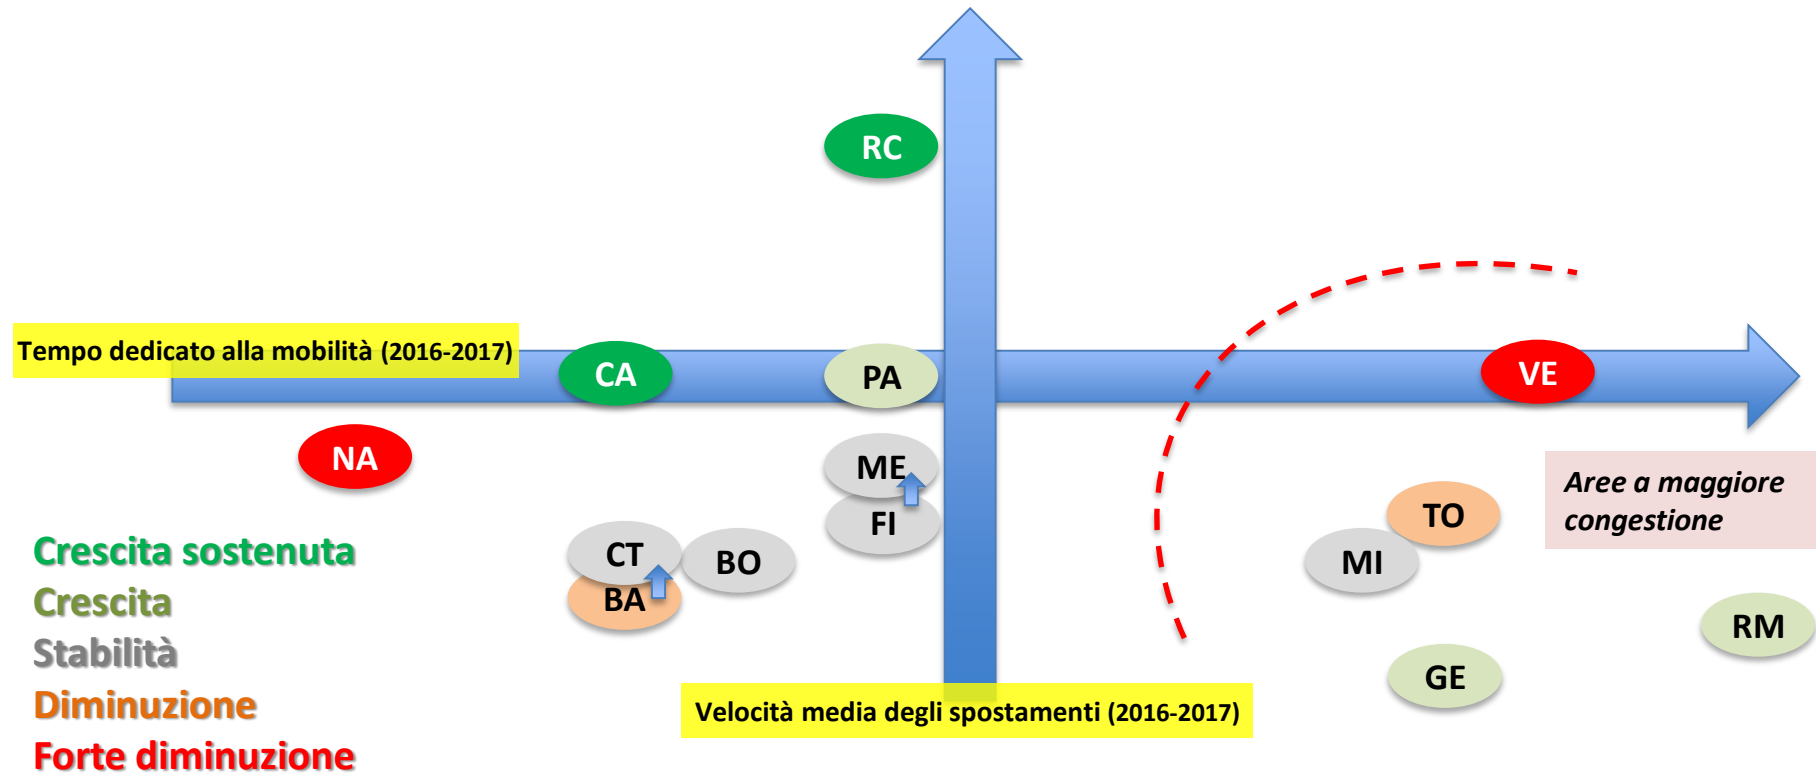 RC
Tempo dedicato alla mobilità (2016-2017)
CA
PA
VE
NA
ME
FI
Aree a maggiore
congestione
TO
CT
BO
MI
BA
RM
GE
Crescita sostenuta
Crescita
Stabilità
Diminuzione
Forte diminuzione
Velocità media degli spostamenti (2016-2017)